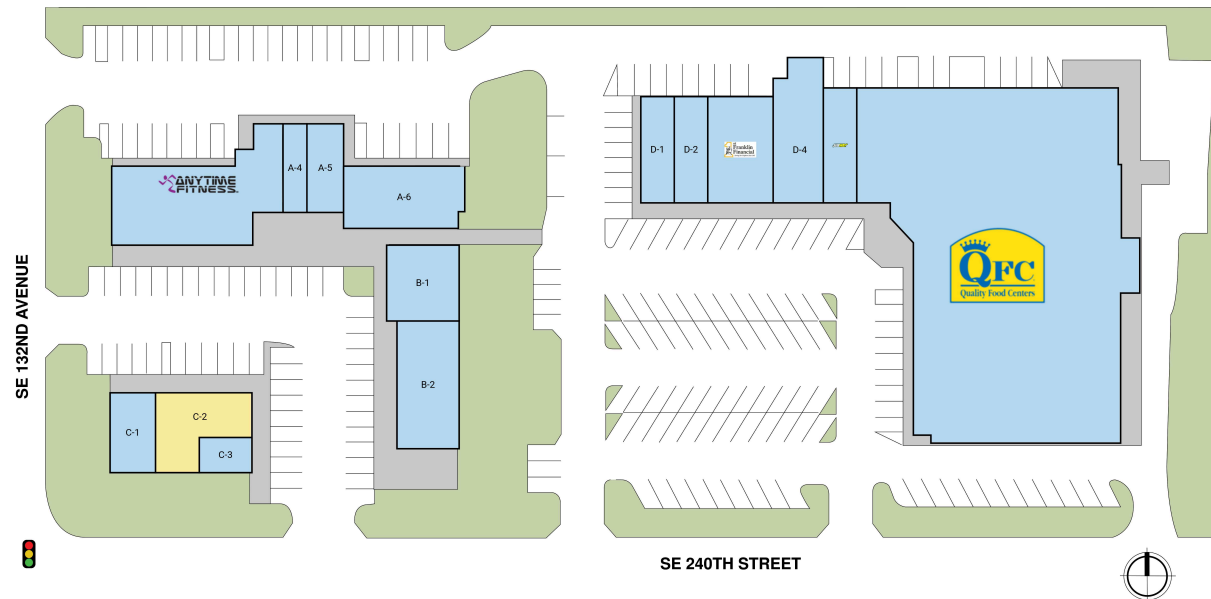 D-1
D-2
Franklin
Financial
D-4
A-4
A-5
ANYTIME
FITNESS.
A-6
SE 132ND AVENUE
B-1
QFC
Quality Food Centers
B-2
C-1
C-2
C-3
SE 240TH STREET